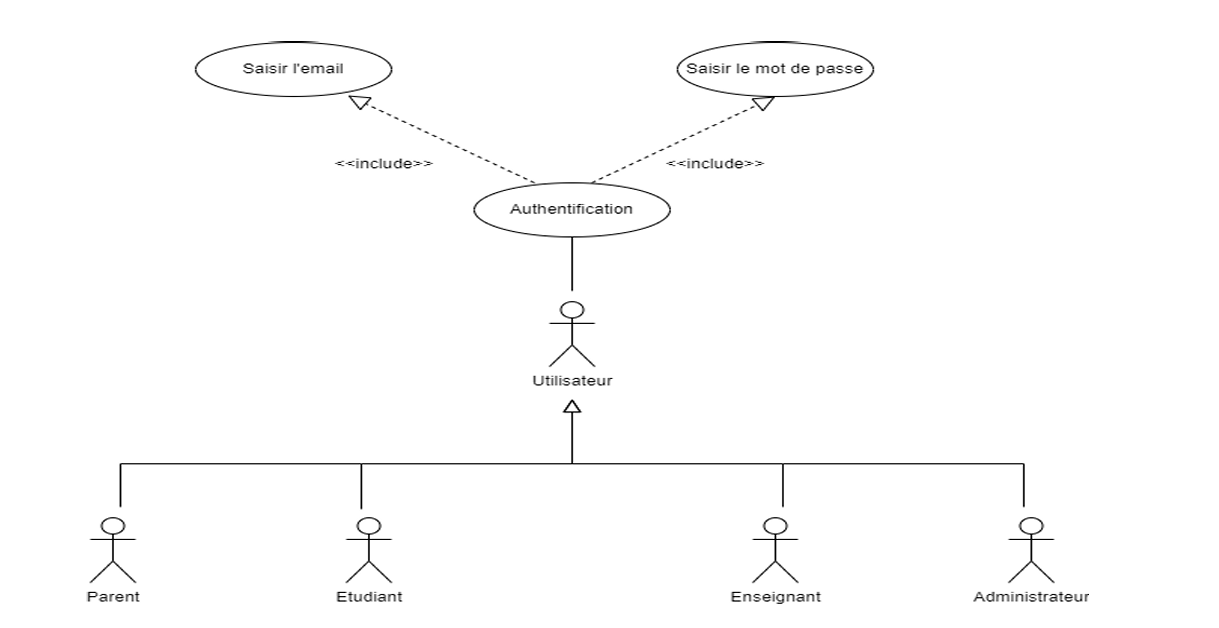 Saisir l'email
Saisir le mot de passe
<<include>>
<<include>>
Authentification
Utilisateur
Parent
Etudiant
Enseignant
Administrateur